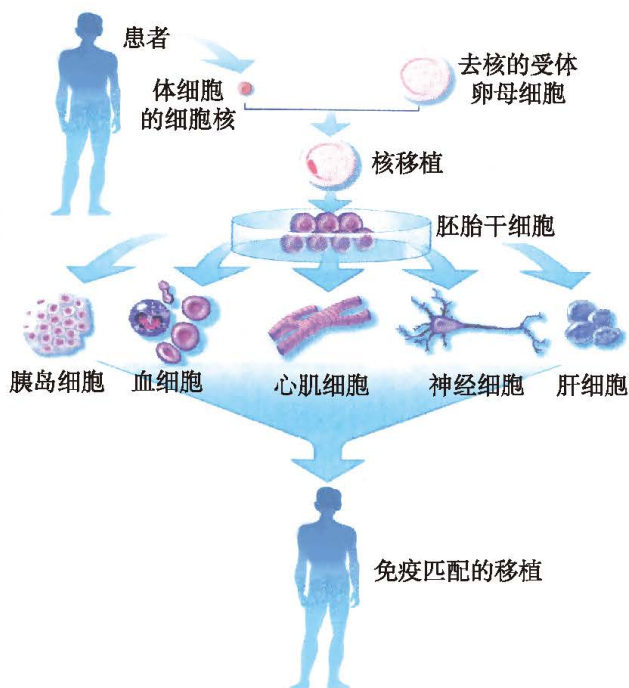 患者
体细胞
的细胞核
去核的受体
卵母细胞
核移植
胚胎干细胞
胰岛细胞
血细胞
心肌细胞
神经细胞
肝细胞
免疫匹配的移植